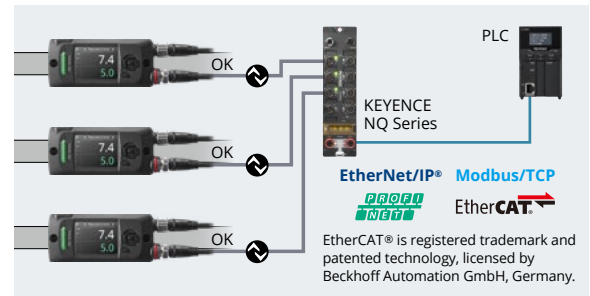 7.4
5.0
OK
PLC
KEYENCE
NQ Series
7.4
5.0
OK
EtherNet/IP® Modbus/TCP
PROFI
NET
EtherCAT®
7.4
5.0
OK
EtherCAT® is registered trademark and
patented technology, licensed by
Beckhoff Automation GmbH, Germany.